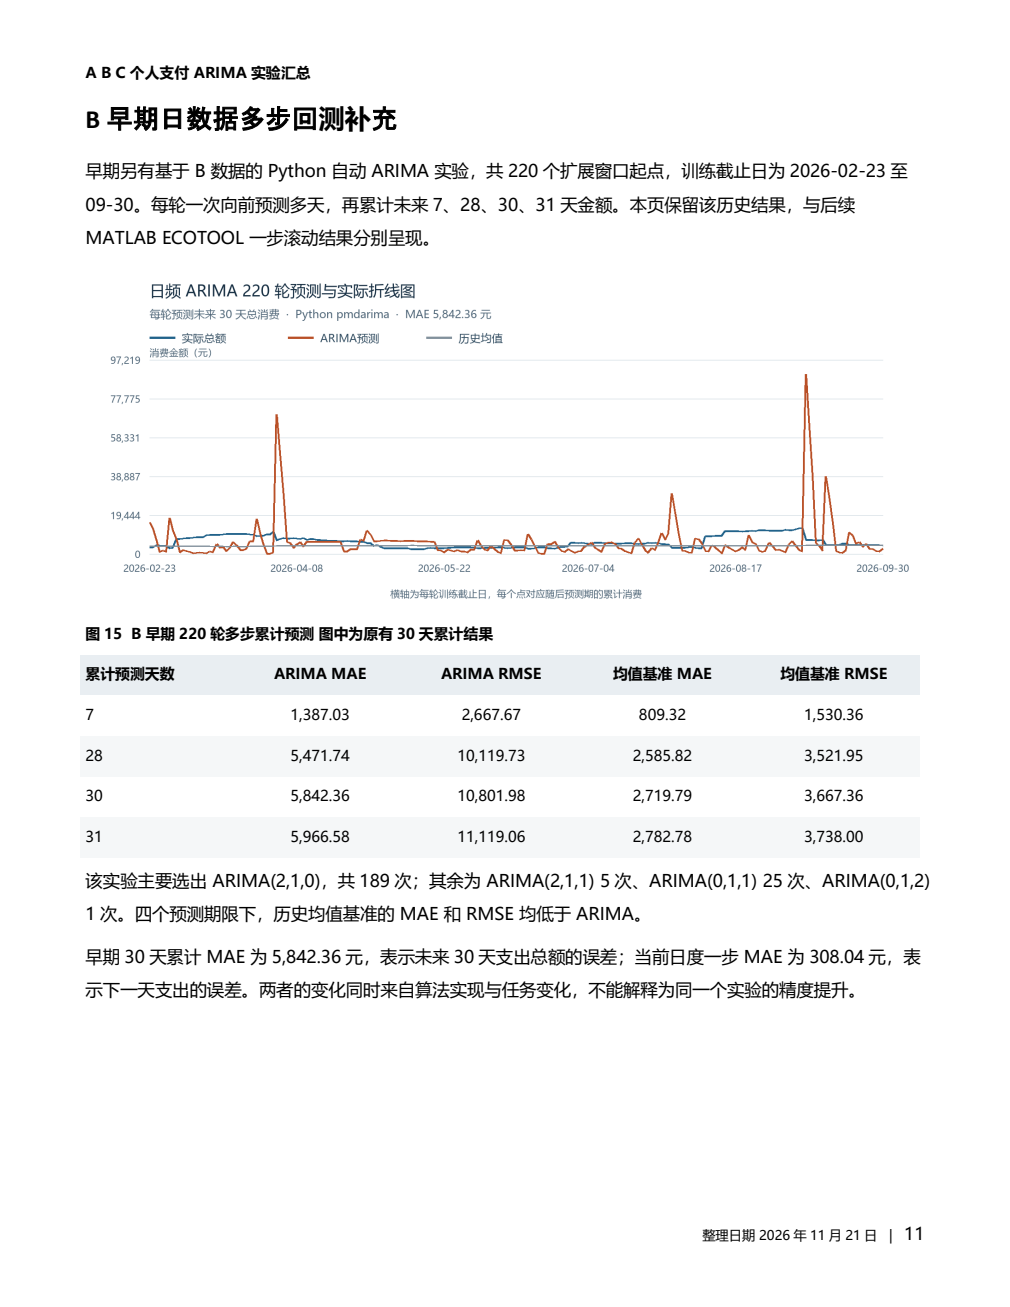 A B C 个人支付 ARIMA 实验汇总
B 早期日数据多步回测补充
早期另有基于 B 数据的 Python 自动 ARIMA 实验，共 220 个扩展窗口起点，训练截止日为 2026-02-23 至
09-30。每轮一次向前预测多天，再累计未来 7、28、30、31 天金额。本页保留该历史结果，与后续
MATLAB ECOTOOL 一步滚动结果分别呈现。
日频 ARIMA 220 轮预测与实际折线图
每轮预测未来 30 天总消费 · Python pmdarima · MAE 5,842.36 元
实际总额 ARIMA预测 历史均值
消费金额（元）
97,219
77,775
58,331
38,887
19,444
0
2026-02-23 2026-04-08 2026-05-22 2026-07-04 2026-08-17 2026-09-30
横轴为每轮训练截止日，每个点对应随后预测期的累计消费
图 15 B 早期 220 轮多步累计预测 图中为原有 30 天累计结果
累计预测天数 ARIMA MAE ARIMA RMSE 均值基准 MAE 均值基准 RMSE
7 1,387.03 2,667.67 809.32 1,530.36
28 5,471.74 10,119.73 2,585.82 3,521.95
30 5,842.36 10,801.98 2,719.79 3,667.36
31 5,966.58 11,119.06 2,782.78 3,738.00
该实验主要选出 ARIMA(2,1,0)，共 189 次；其余为 ARIMA(2,1,1) 5 次、ARIMA(0,1,1) 25 次、ARIMA(0,1,2)
1 次。四个预测期限下，历史均值基准的 MAE 和 RMSE 均低于 ARIMA。
早期 30 天累计 MAE 为 5,842.36 元，表示未来 30 天支出总额的误差；当前日度一步 MAE 为 308.04 元，表
示下一天支出的误差。两者的变化同时来自算法实现与任务变化，不能解释为同一个实验的精度提升。
整理日期 2026 年 11 月 21 日 | 11